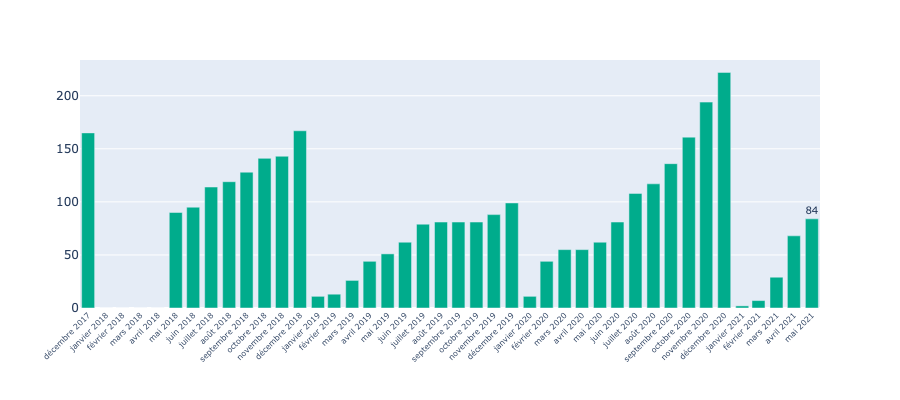 200
150
100
50
0
84
décembre 2017
janvier 2018
février 2018
mars 2018
avril 2018
mai 2018
juin 2018
juillet 2018
août 2018
septembre 2018
octobre 2018
novembre 2018
décembre 2018
janvier 2019
février 2019
mars 2019
avril 2019
mai 2019
juin 2019
juillet 2019
août 2019
septembre 2019
octobre 2019
novembre 2019
décembre 2019
janvier 2020
février 2020
mars 2020
avril 2020
mai 2020
juin 2020
juillet 2020
août 2020
septembre 2020
octobre 2020
novembre 2020
décembre 2020
janvier 2021
février 2021
mars 2021
avril 2021
mai 2021